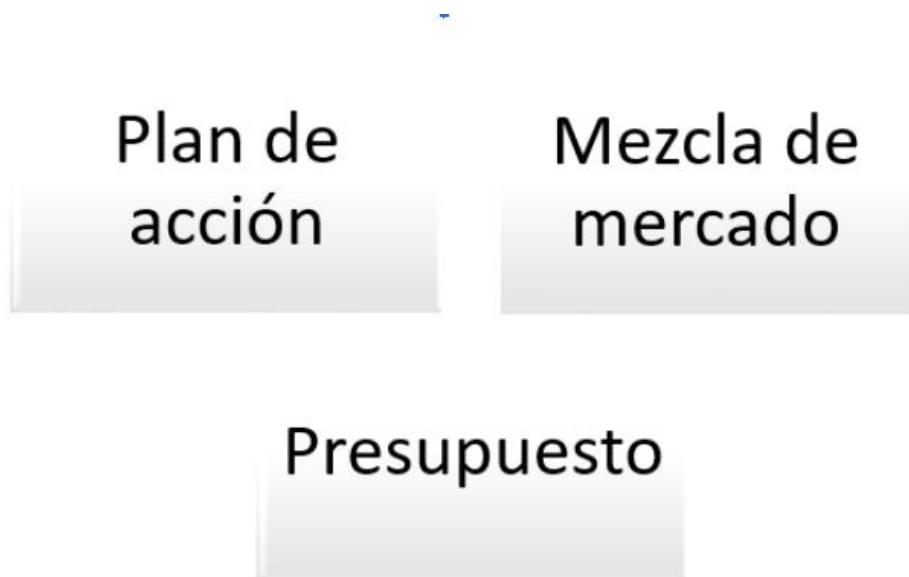 Plan de
acción
Mezcla de
mercado
Presupuesto